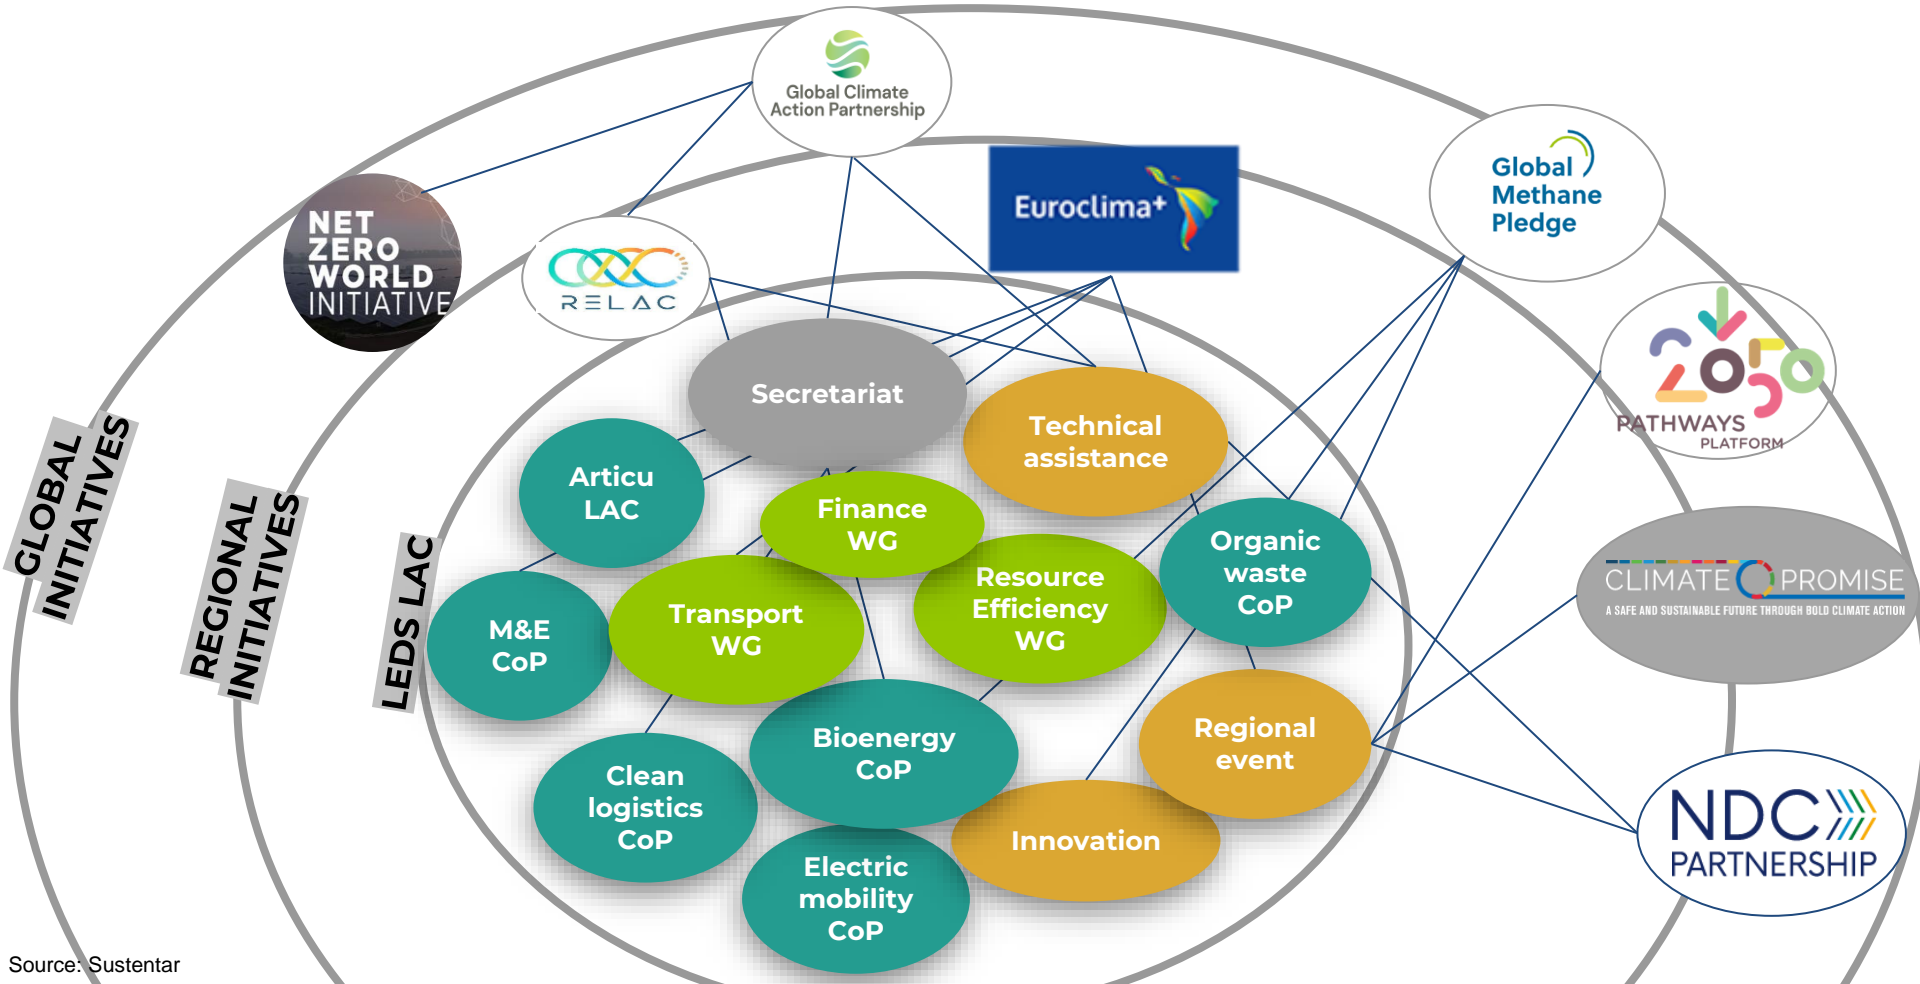 Global Climate
Action Partnership
Euroclima+
Global
Methane
Pledge
NET
ZERO
WORLD
INITIATIVE
RELAC
2050
PATHWAYS
PLATFORM
Secretariat
Technical
assistance
Articu
LAC
Finance
WG
Organic
waste
CoP
Resource
Efficiency
WG
Transport
WG
M&E
CoP
CLIMATE PROMISE
A SAFE AND SUSTAINABLE FUTURE THROUGH BOLD CLIMATE ACTION
GLOBAL
INITIATIVES
REGIONAL
INITIATIVES
LEDS LAC
Regional
event
Bioenergy
CoP
Clean
logistics
CoP
Innovation
Electric
mobility
CoP
NDC
PARTNERSHIP
Source: Sustentar